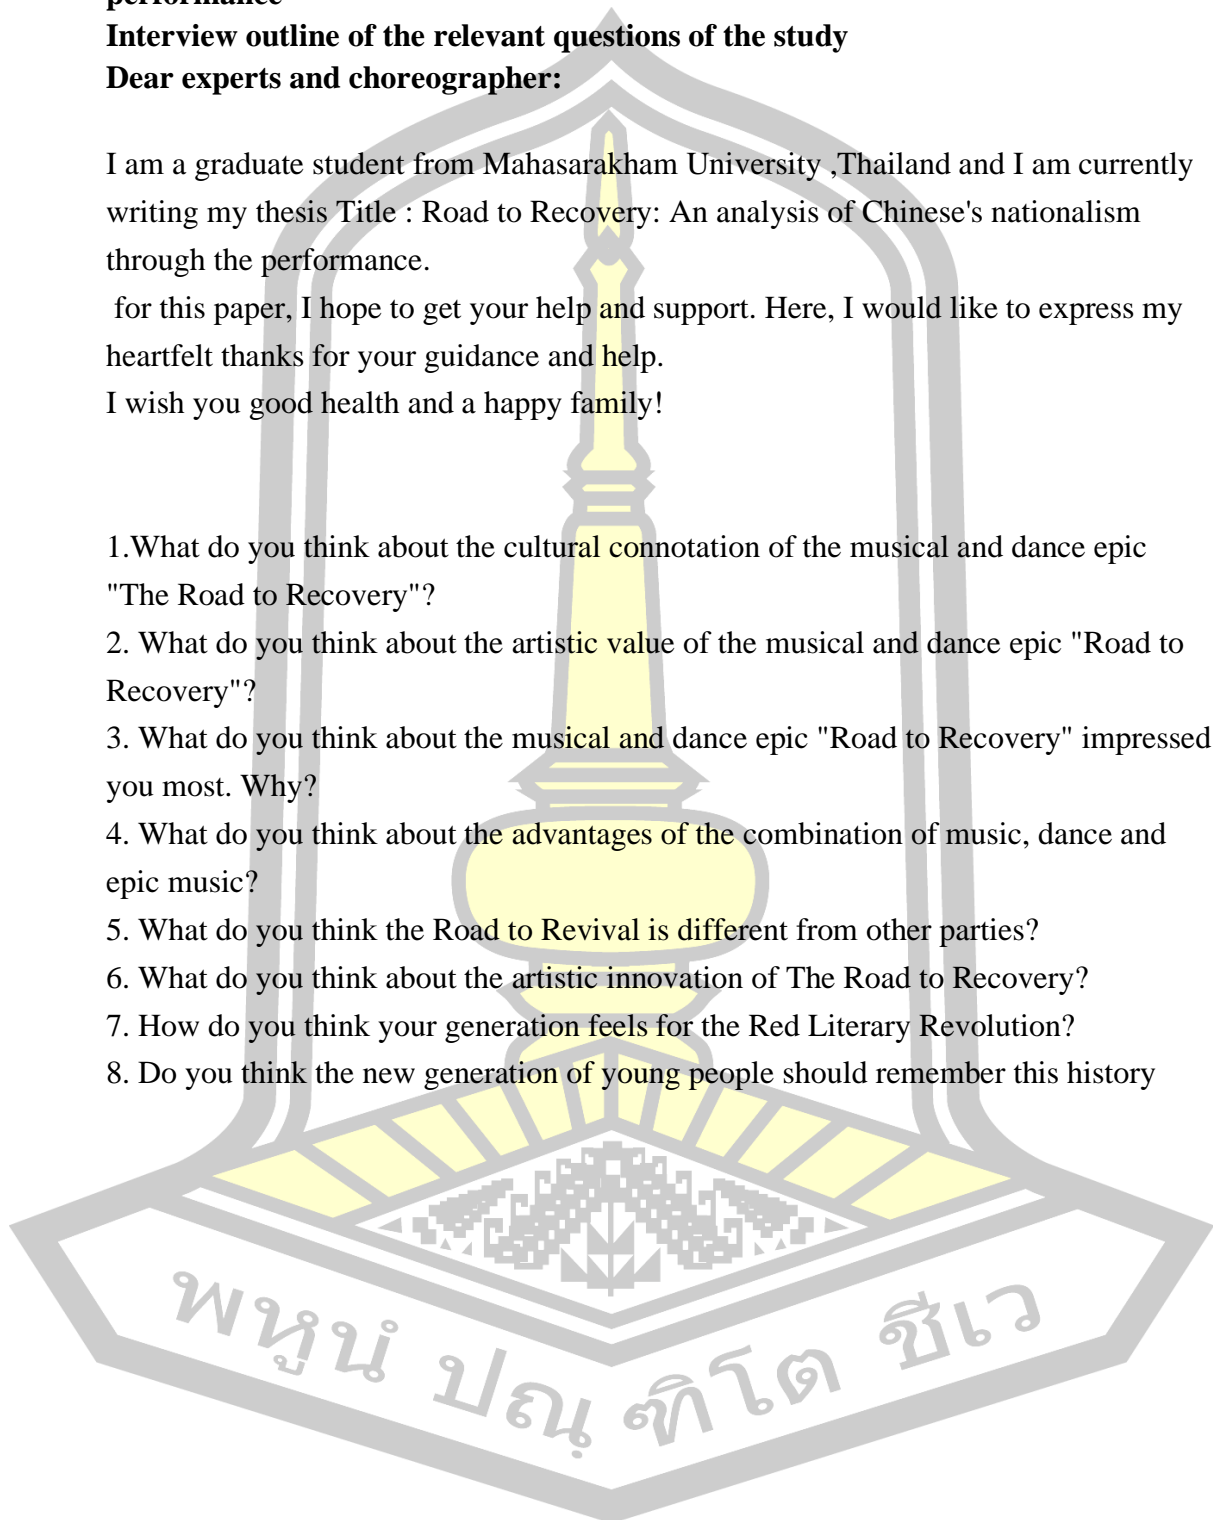 performance
Interview outline of the relevant questions of the study
Dear experts and choreographer:
I am a graduate student from Mahasarakham University ,Thailand and I am currently
writing my thesis Title : Road to Recovery: An analysis of Chinese's nationalism
through the performance.
for this paper, I hope to get your help and support. Here, I would like to express my
heartfelt thanks for your guidance and help.
I wish you good health and a happy family!
1.What do you think about the cultural connotation of the musical and dance epic
"The Road to Recovery"?
2. What do you think about the artistic value of the musical and dance epic "Road to
Recovery"?
3. What do you think about the musical and dance epic "Road to Recovery" impressed
you most. Why?
4. What do you think about the advantages of the combination of music, dance and
epic music?
5. What do you think the Road to Revival is different from other parties?
6. What do you think about the artistic innovation of The Road to Recovery?
7. How do you think your generation feels for the Red Literary Revolution?
8. Do you think the new generation of young people should remember this history
พหูนํ ปณฺฑิโต ชีเว